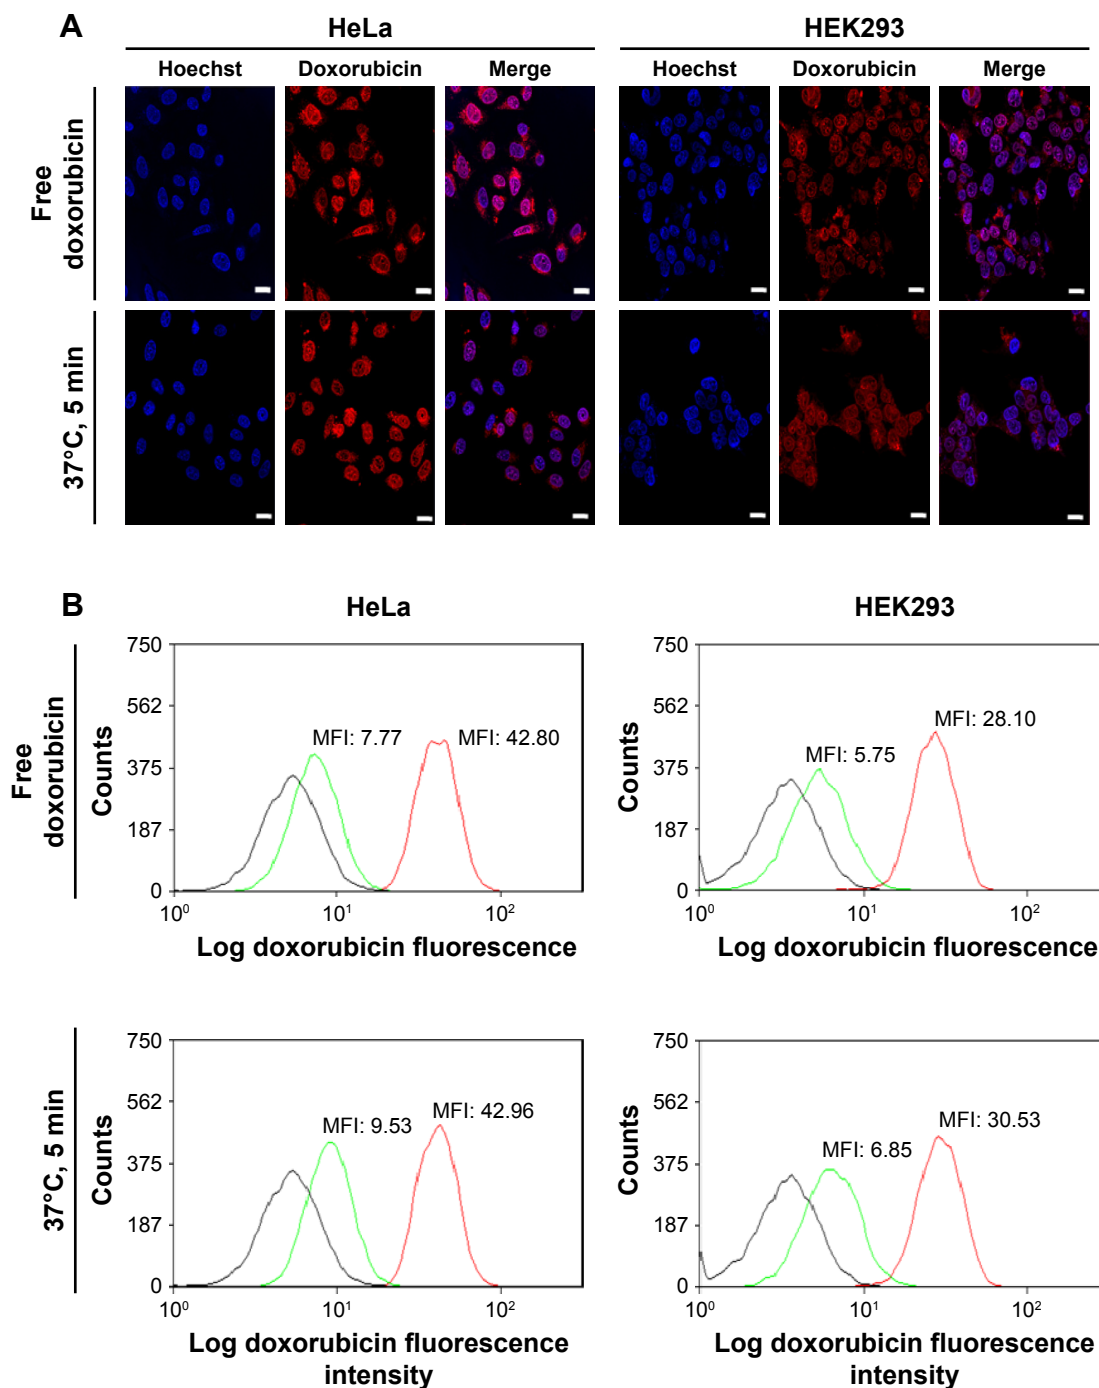 A
HeLa
HEK293
Hoechst Doxorubicin Merge
Hoechst Doxorubicin Merge
Free
doxorubicin
37°C, 5 min
B
HeLa
HEK293
Free
doxorubicin
Counts
750
562
375
187
0
MFI: 7.77
MFI: 42.80
10⁰ 10¹ 10²
Log doxorubicin fluorescence
Counts
750
562
375
187
0
MFI: 5.75
MFI: 28.10
10⁰ 10¹ 10²
Log doxorubicin fluorescence
37°C, 5 min
Counts
750
562
375
187
0
MFI: 9.53
MFI: 42.96
10⁰ 10¹ 10²
Log doxorubicin fluorescence
intensity
Counts
750
562
375
187
0
MFI: 6.85
MFI: 30.53
10⁰ 10¹ 10²
Log doxorubicin fluorescence
intensity